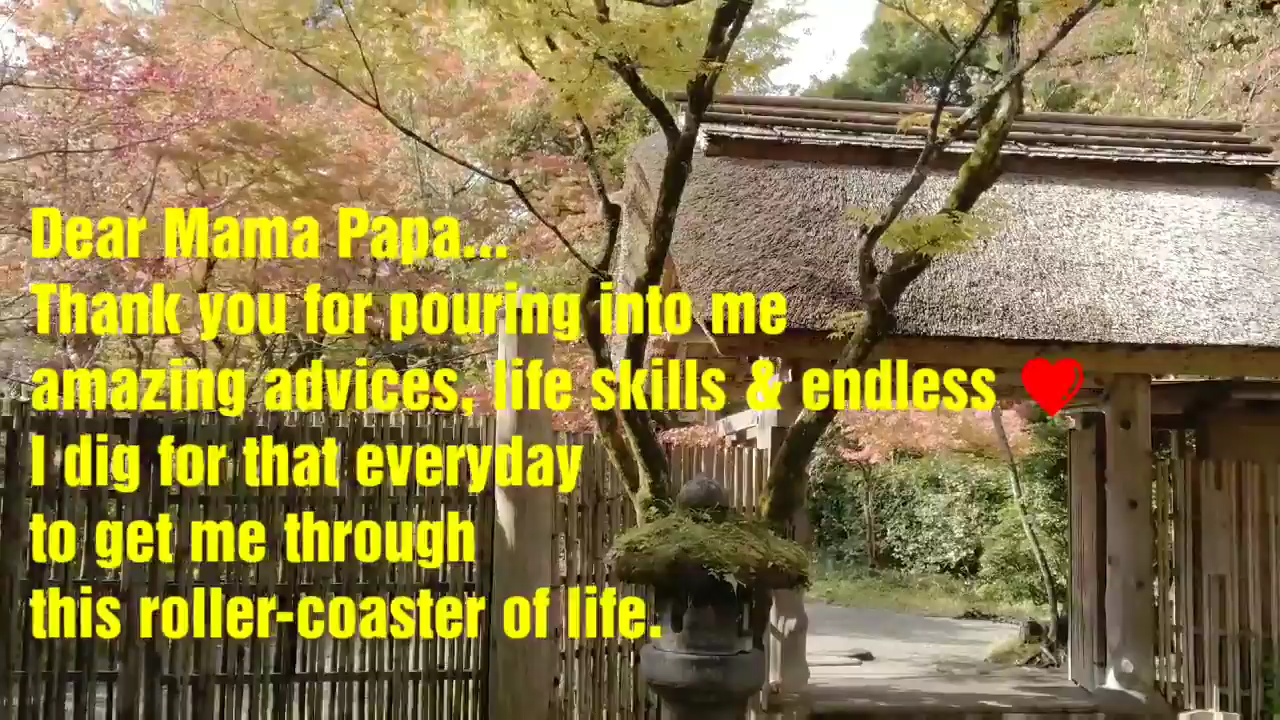 Dear Mama Papa...
Thank you for pouring into me
amazing advices, life skills & endless ❤
I dig for that everyday
to get me through
this roller-coaster of life.